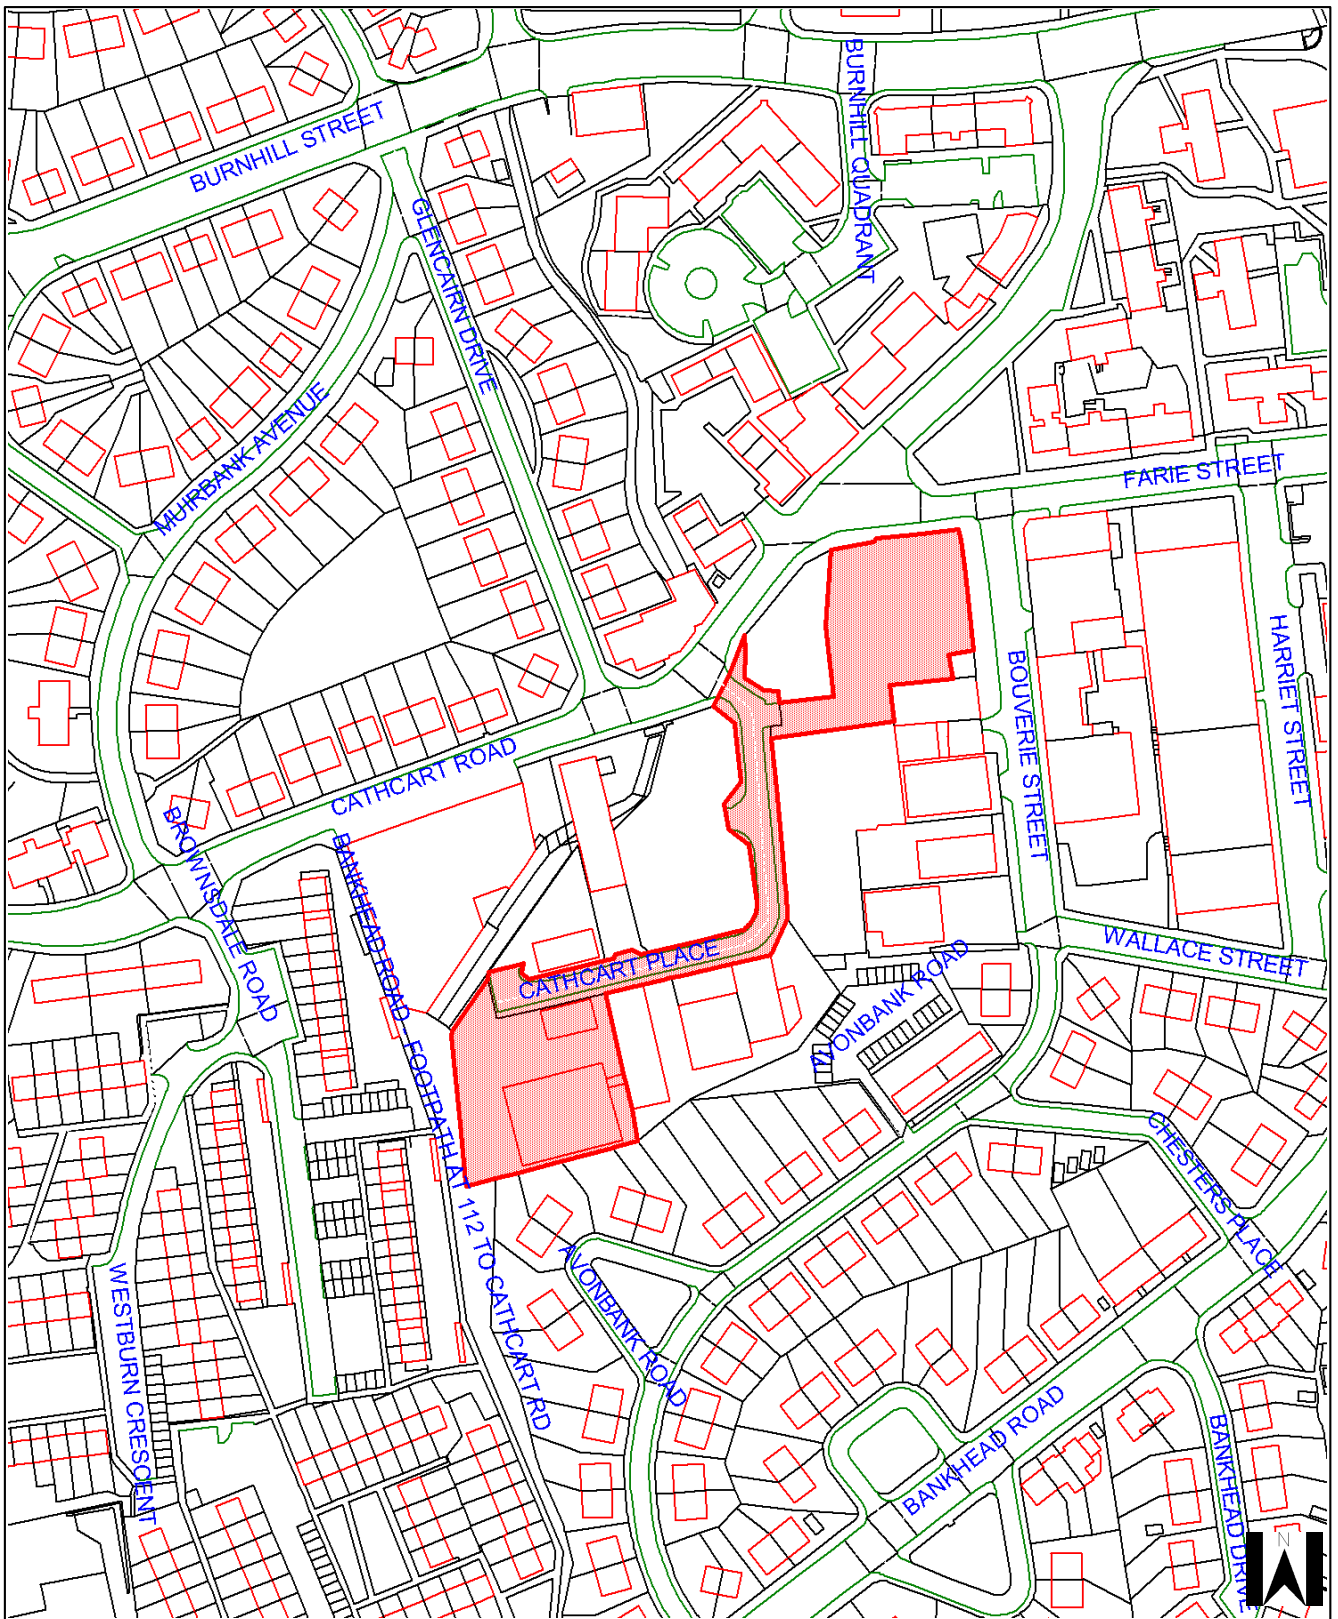 BURNHILL STREET
BURNHILL QUADRANT
GLENCAIRN DRIVE
MUIRBANK AVENUE
FARIE STREET
HARRIET STREET
BOUVERIE STREET
CATHCART ROAD
BROWNSDALE ROAD
BANKHEAD ROAD - FOOTPATH AT 112 TO CATHCART RD
CATHCART PLACE
AVONBANK ROAD
WALLACE STREET
CHESTERS PLACE
AVONBANK ROAD
WESTBURN CRESCENT
BANKHEAD ROAD
BANKHEAD DRIVE
N